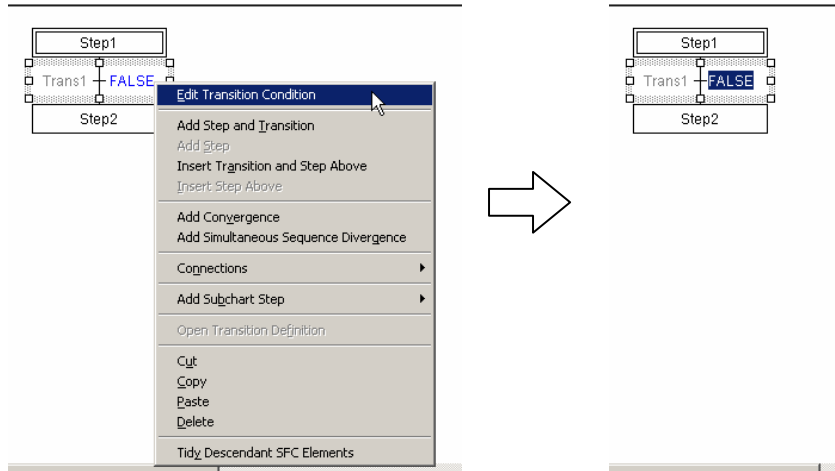 Step1
Trans1 FALSE
Step2
Edit Transition Condition
Add Step and Transition
Add Step
Insert Transition and Step Above
Insert Step Above
Add Convergence
Add Simultaneous Sequence Divergence
Connections
Add Subchart Step
Open Transition Definition
Cut
Copy
Paste
Delete
Tidy Descendant SFC Elements
Step1
Trans1 FALSE
Step2